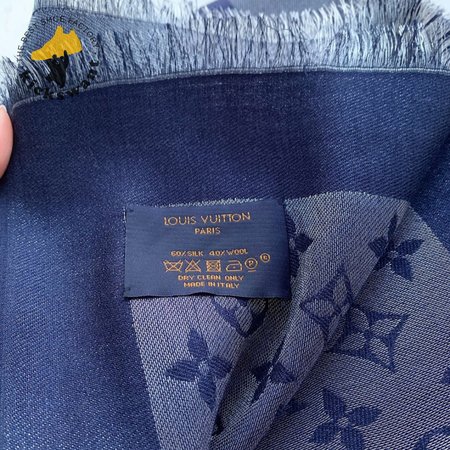 LOUIS VUITTON
PARIS
60%SILK 40%WOOL
DRY CLEAN ONLY
MADE IN ITALY